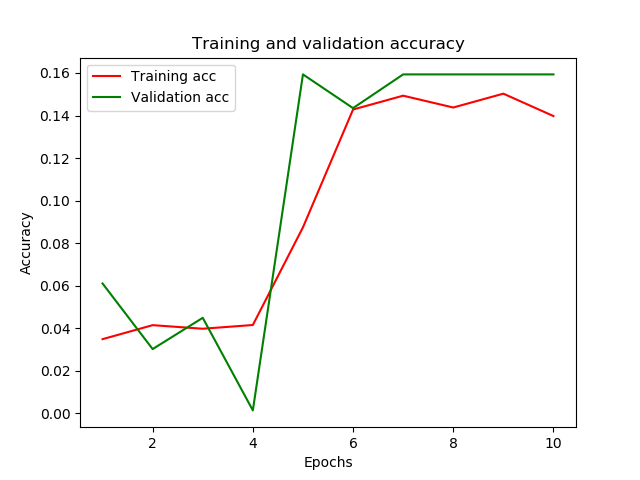 Training and validation accuracy
Training acc
Validation acc
0.16
0.14
0.12
0.10
0.08
0.06
0.04
0.02
0.00
Accuracy
2
4
6
8
10
Epochs